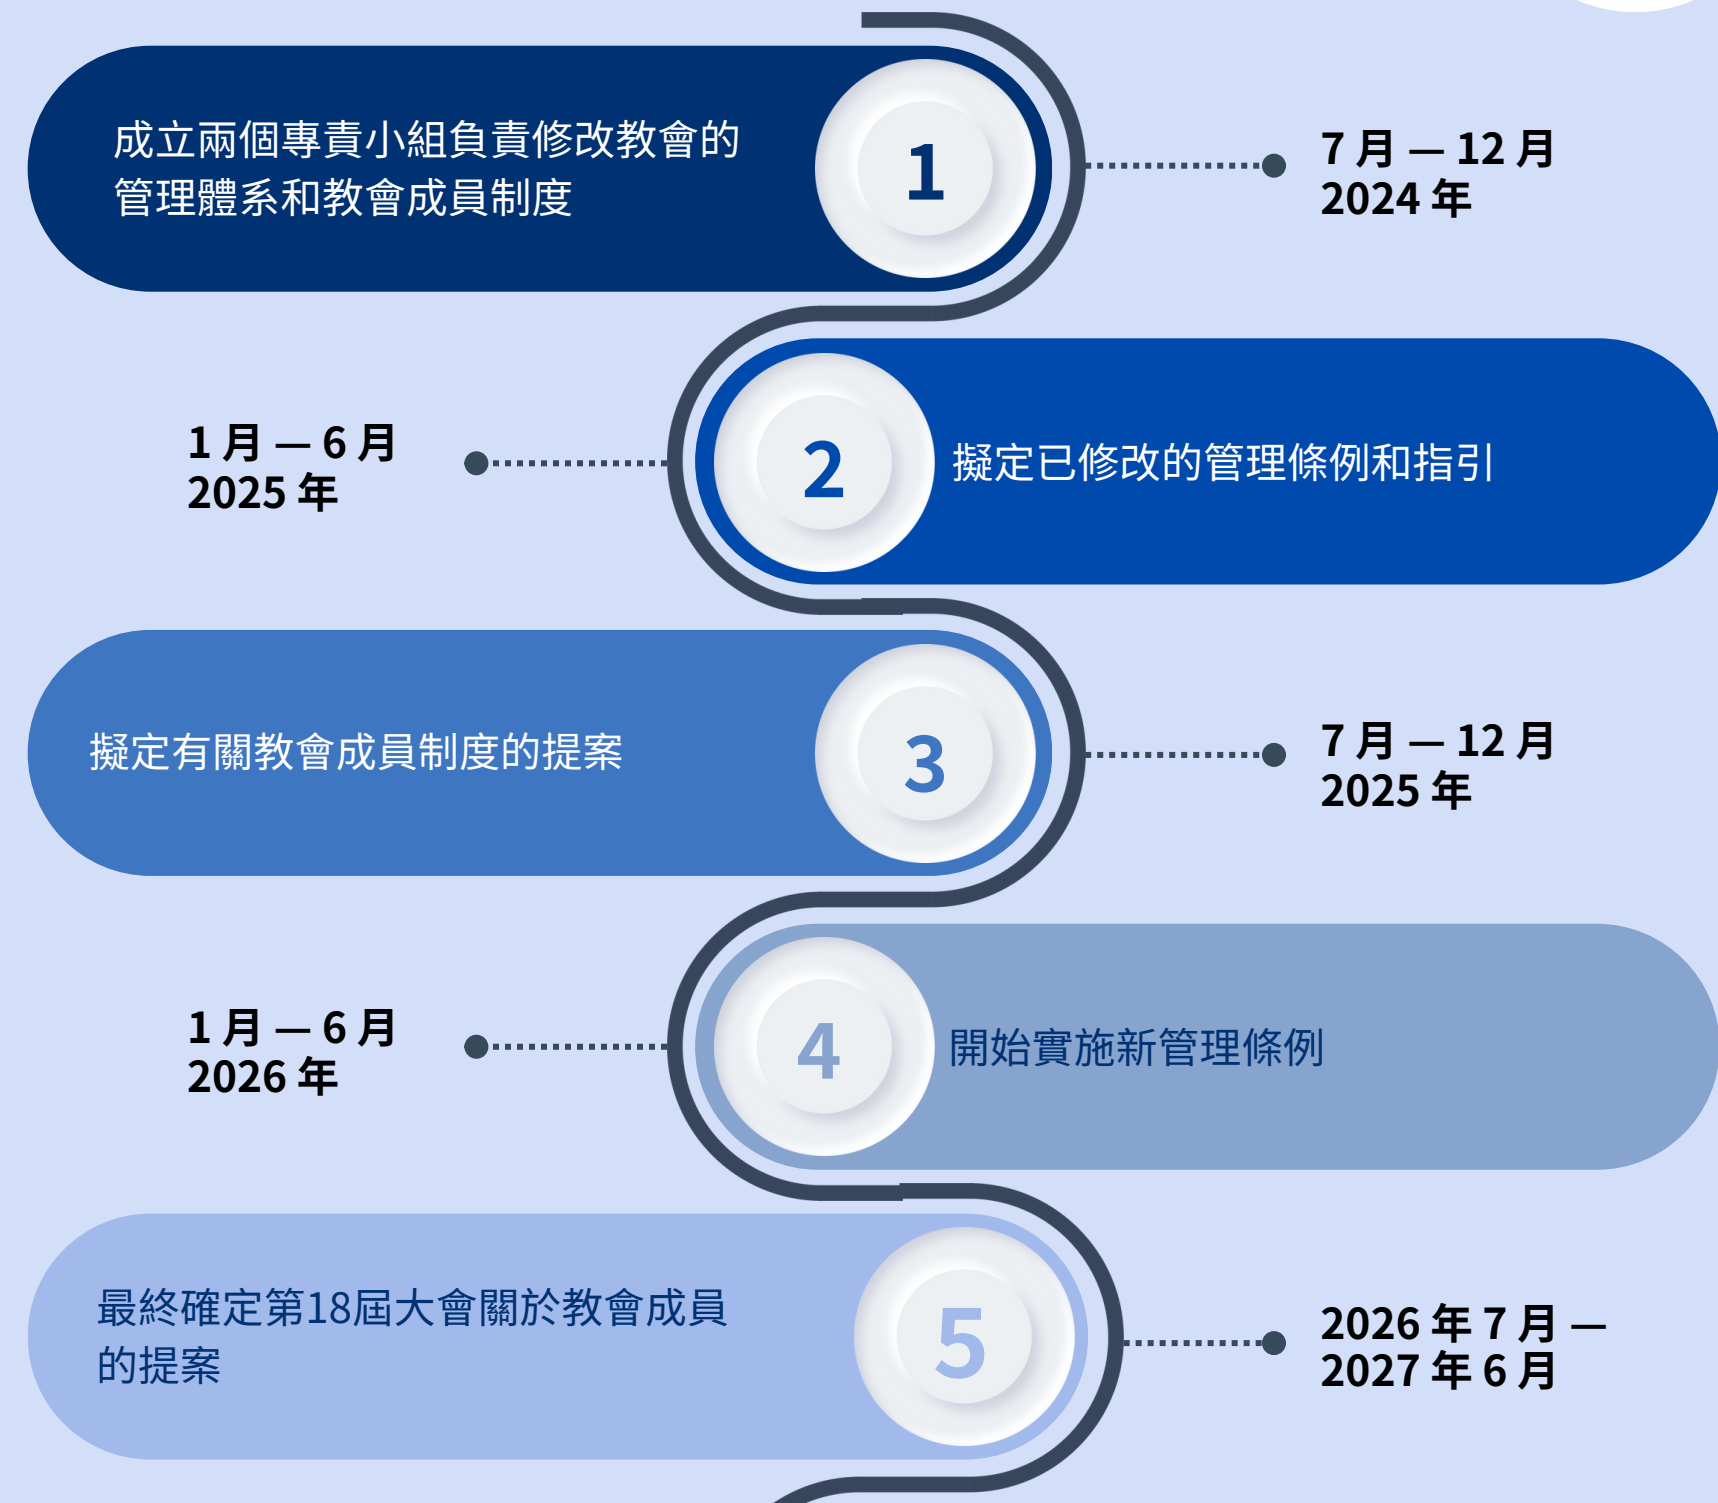 成立兩個專責小組負責修改教會的
管理體系和教會成員制度
1
7 月 — 12 月
2024 年
1 月 — 6 月
2025 年
2
擬定已修改的管理條例和指引
擬定有關教會成員制度的提案
3
7 月 — 12 月
2025 年
1 月 — 6 月
2026 年
4
開始實施新管理條例
最終確定第18屆大會關於教會成員
的提案
5
2026 年 7 月 —
2027 年 6 月